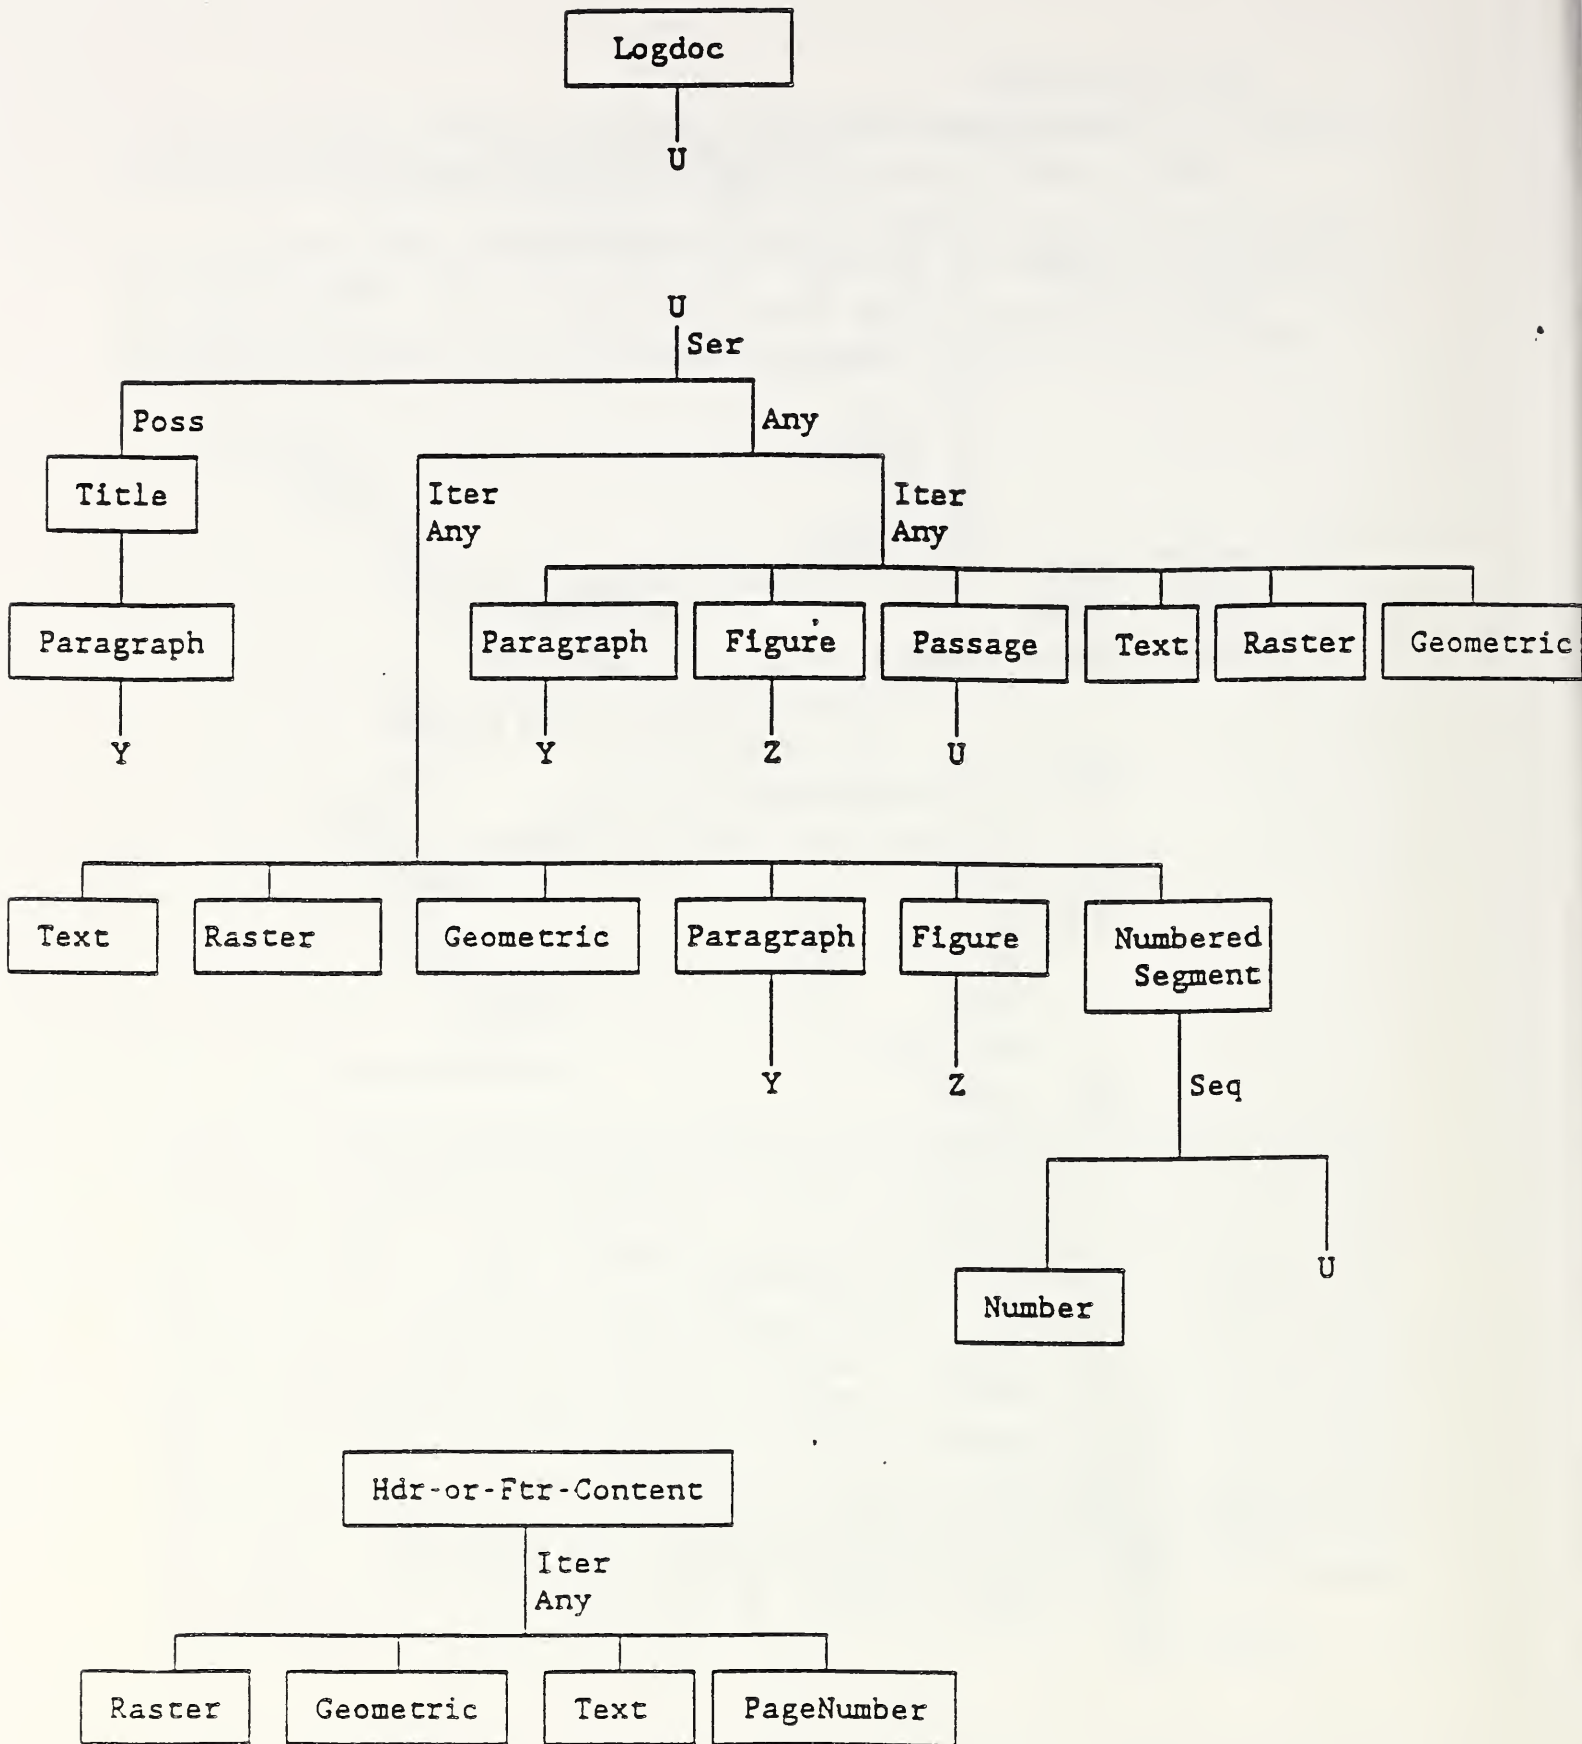 Logdoc
U
U
Ser
Poss
Any
Title
Iter
Any
Iter
Any
Paragraph
Paragraph
Figure
Passage
Text
Raster
Geometric
Y
Y
Z
U
Text
Raster
Geometric
Paragraph
Figure
Numbered
Segment
Y
Z
Seq
U
Number
Hdr-or-Ftr-Content
Iter
Any
Raster
Geometric
Text
PageNumber